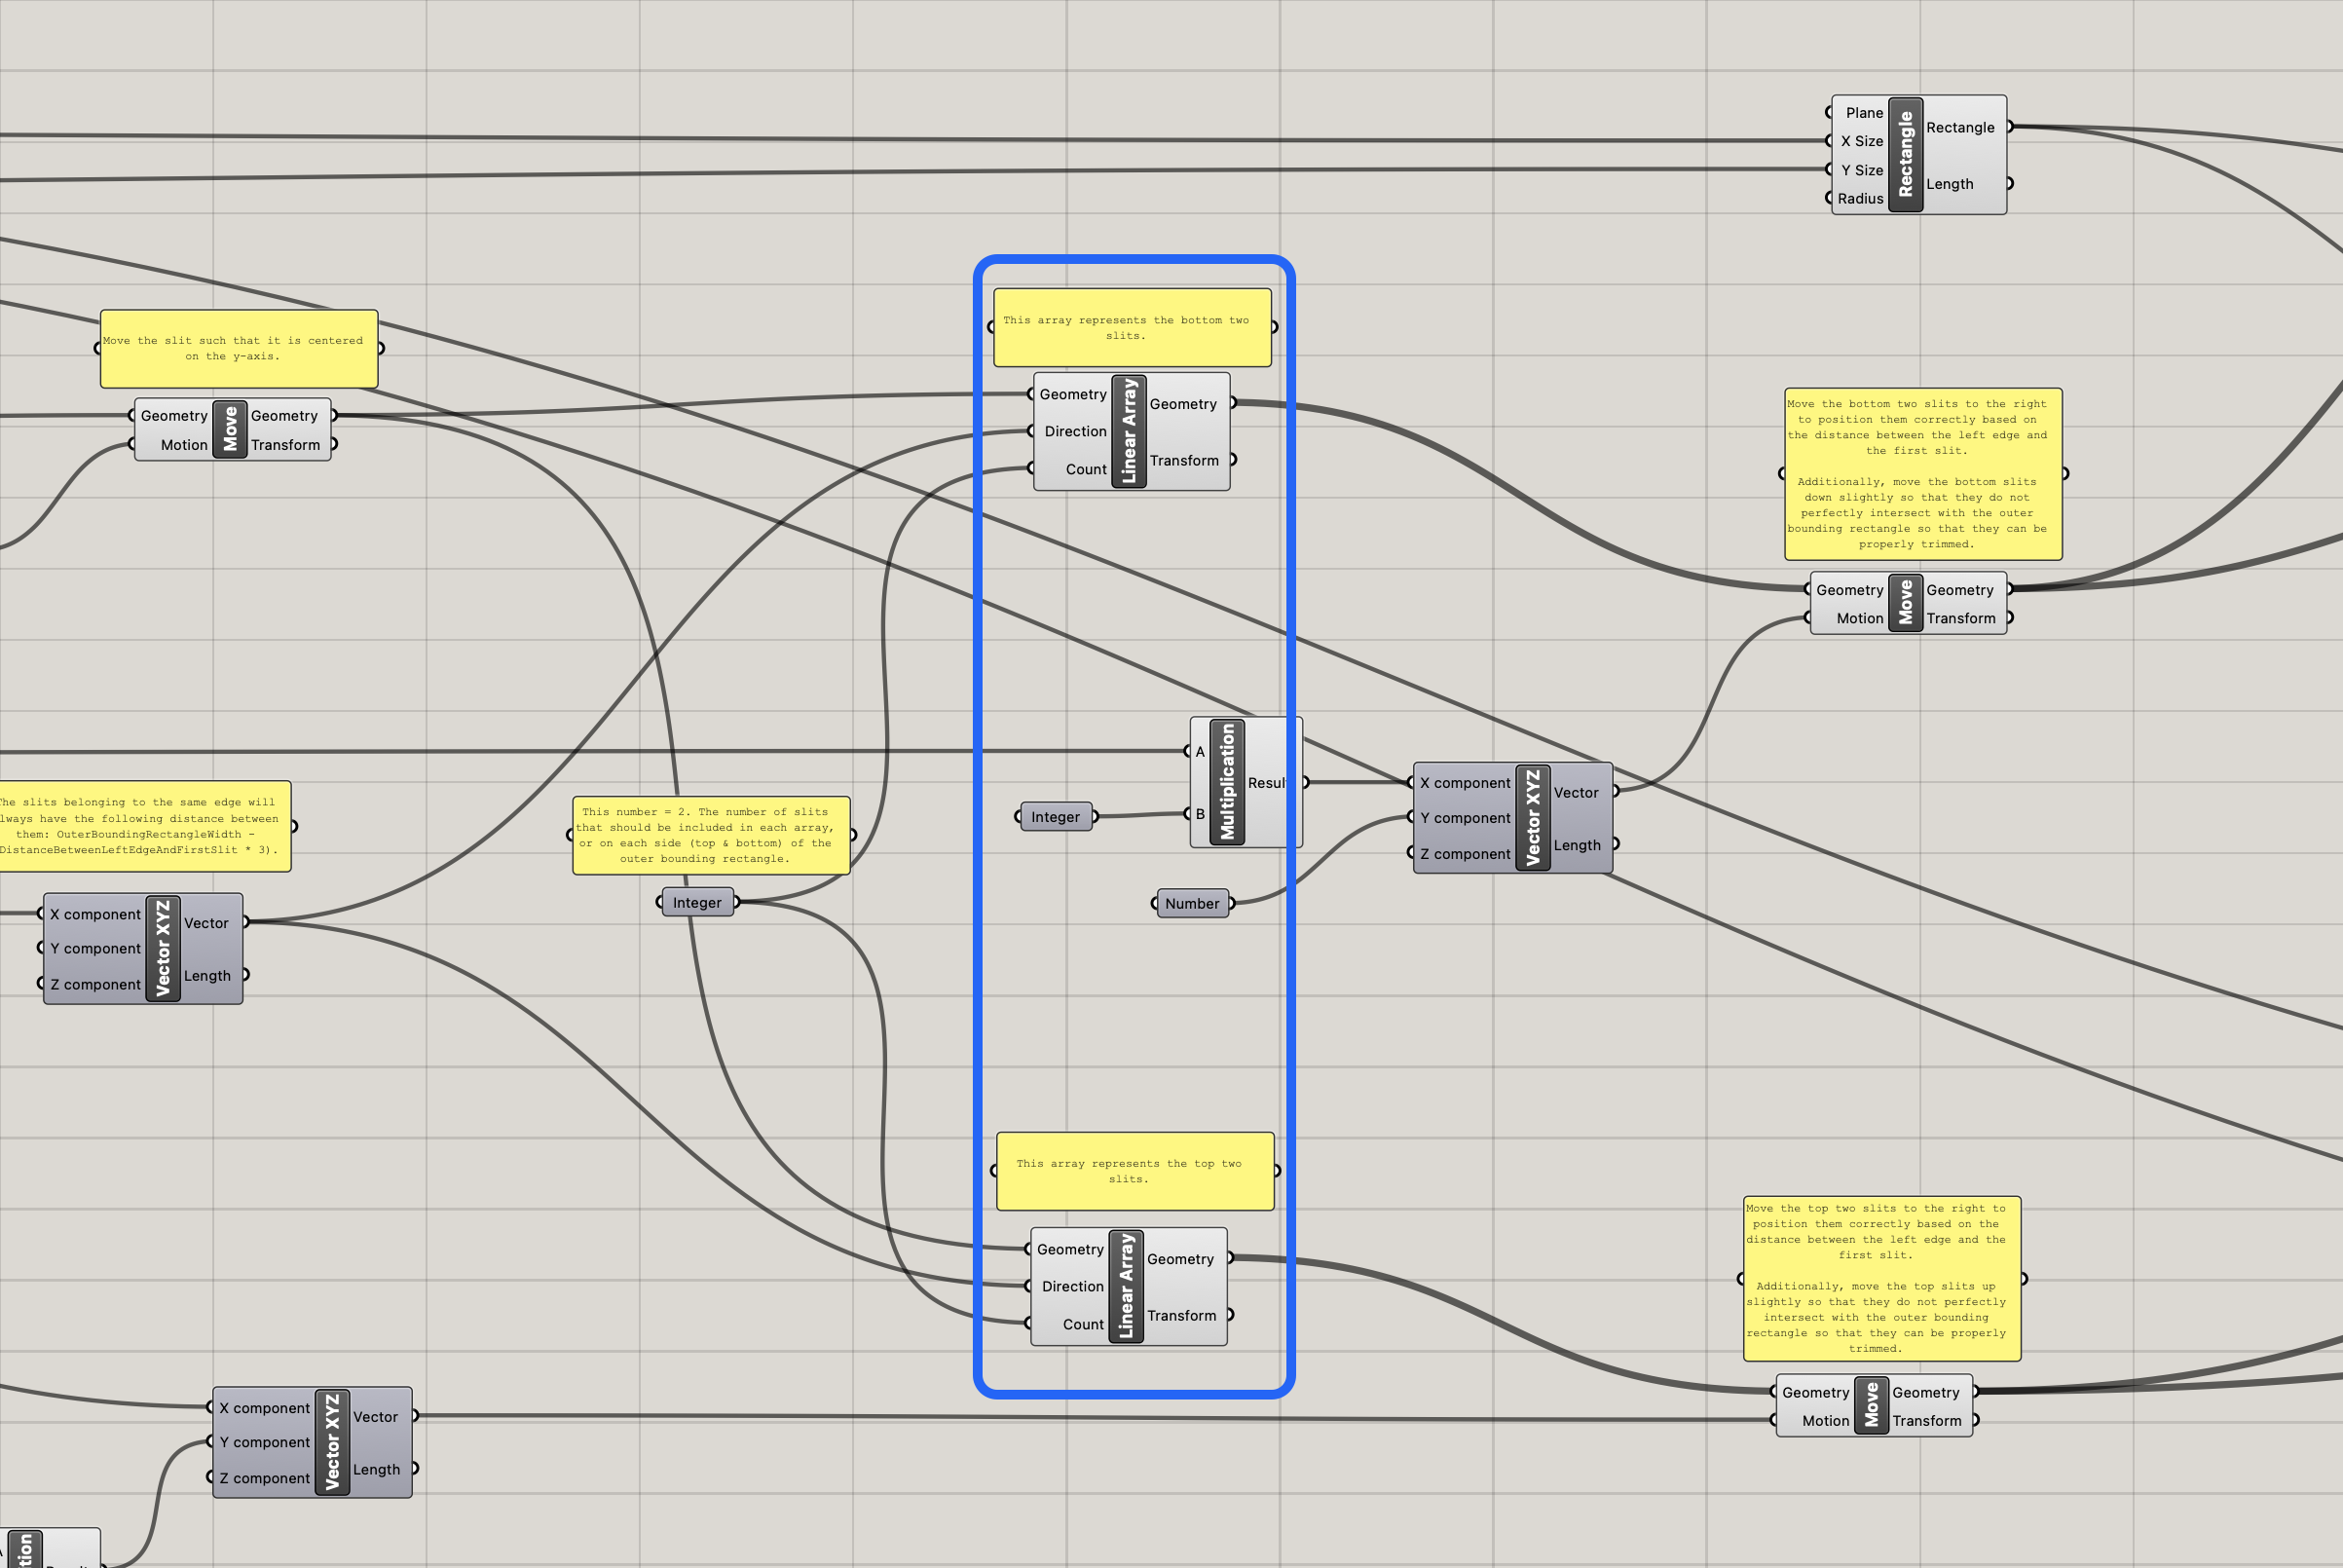 Plane
X Size
Y Size
Radius
Rectangle
Rectangle
Length
Move the slit such that it is centered
on the y-axis.
Geometry
Motion
Move
Geometry
Transform
This array represents the bottom two
slits.
Geometry
Direction
Count
Linear Array
Geometry
Transform
Move the bottom two slits to the right
to position them correctly based on
the distance between the left edge and
the first slit.
Additionally, move the bottom slits
down slightly so that they do not
perfectly intersect with the outer
bounding rectangle so that they can be
properly trimmed.
Geometry
Motion
Move
Geometry
Transform
A
B
Multiplication
Result
Integer
Number
X component
Y component
Z component
Vector XYZ
Vector
Length
The slits belonging to the same edge will
lways have the following distance between
them: OuterBoundingRectangleWidth -
DistanceBetweenLeftEdgeAndFirstSlit * 3).
X component
Y component
Z component
Vector XYZ
Vector
Length
This number = 2. The number of slits
that should be included in each array,
or on each side (top & bottom) of the
outer bounding rectangle.
Integer
This array represents the top two
slits.
Geometry
Direction
Count
Linear Array
Geometry
Transform
Move the top two slits to the right to
position them correctly based on the
distance between the left edge and the
first slit.
Additionally, move the top slits up
slightly so that they do not perfectly
intersect with the outer bounding
rectangle so that they can be properly
trimmed.
Geometry
Motion
Move
Geometry
Transform
X component
Y component
Z component
Vector XYZ
Vector
Length
tion